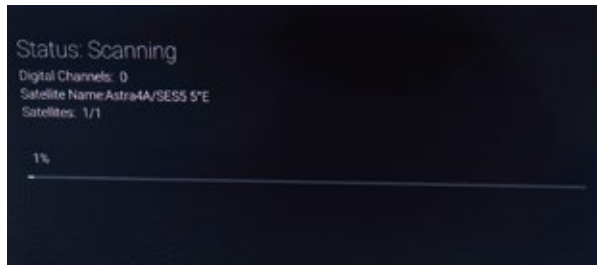 Status: Scanning
Digital Channels: 0
Satellite Name:Astra4A/SES5 5°E
Satellites: 1/1
1%